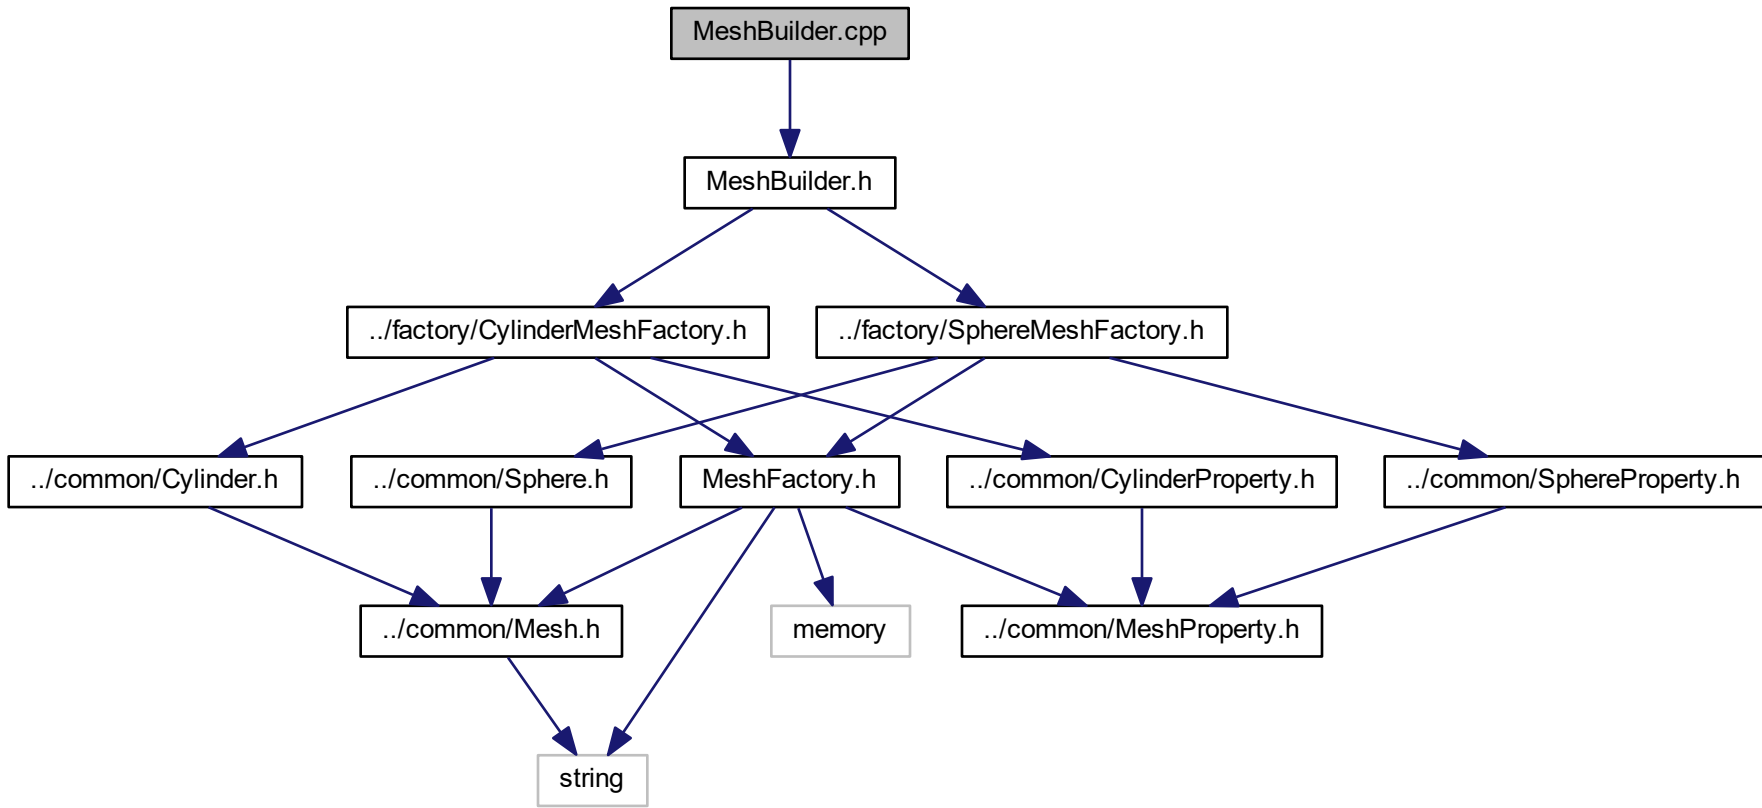 MeshBuilder.cpp
MeshBuilder.h
../factory/CylinderMeshFactory.h
../factory/SphereMeshFactory.h
../common/Cylinder.h
../common/Sphere.h
MeshFactory.h
../common/CylinderProperty.h
../common/SphereProperty.h
../common/Mesh.h
memory
../common/MeshProperty.h
string